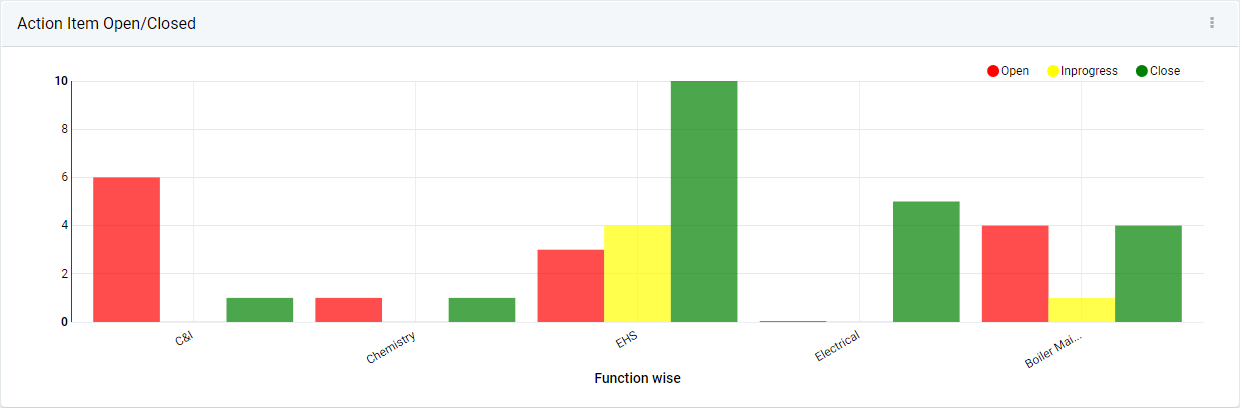 Action Item Open/Closed
Open Inprogress Close
10
8
6
4
2
0
C&I Chemistry EHS Electrical Boiler Mai...
Function wise